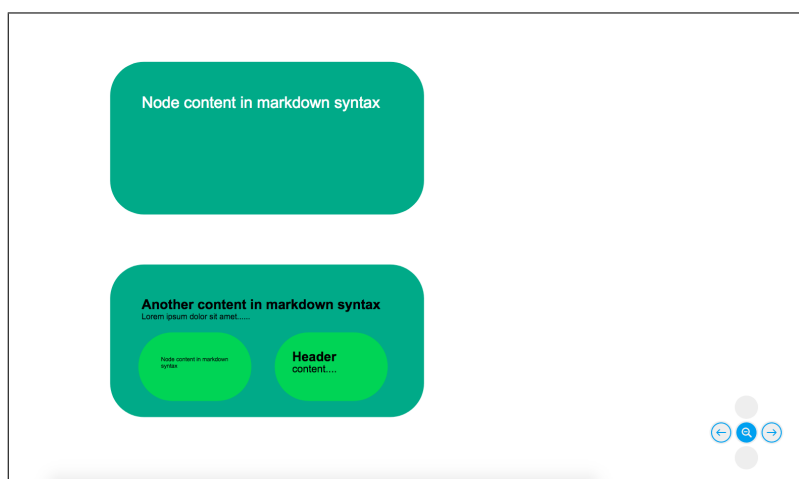 Node content in markdown syntax
Another content in markdown syntax
Lorem ipsum dolor sit amet......
Node content in markdown
syntax
Header
content....